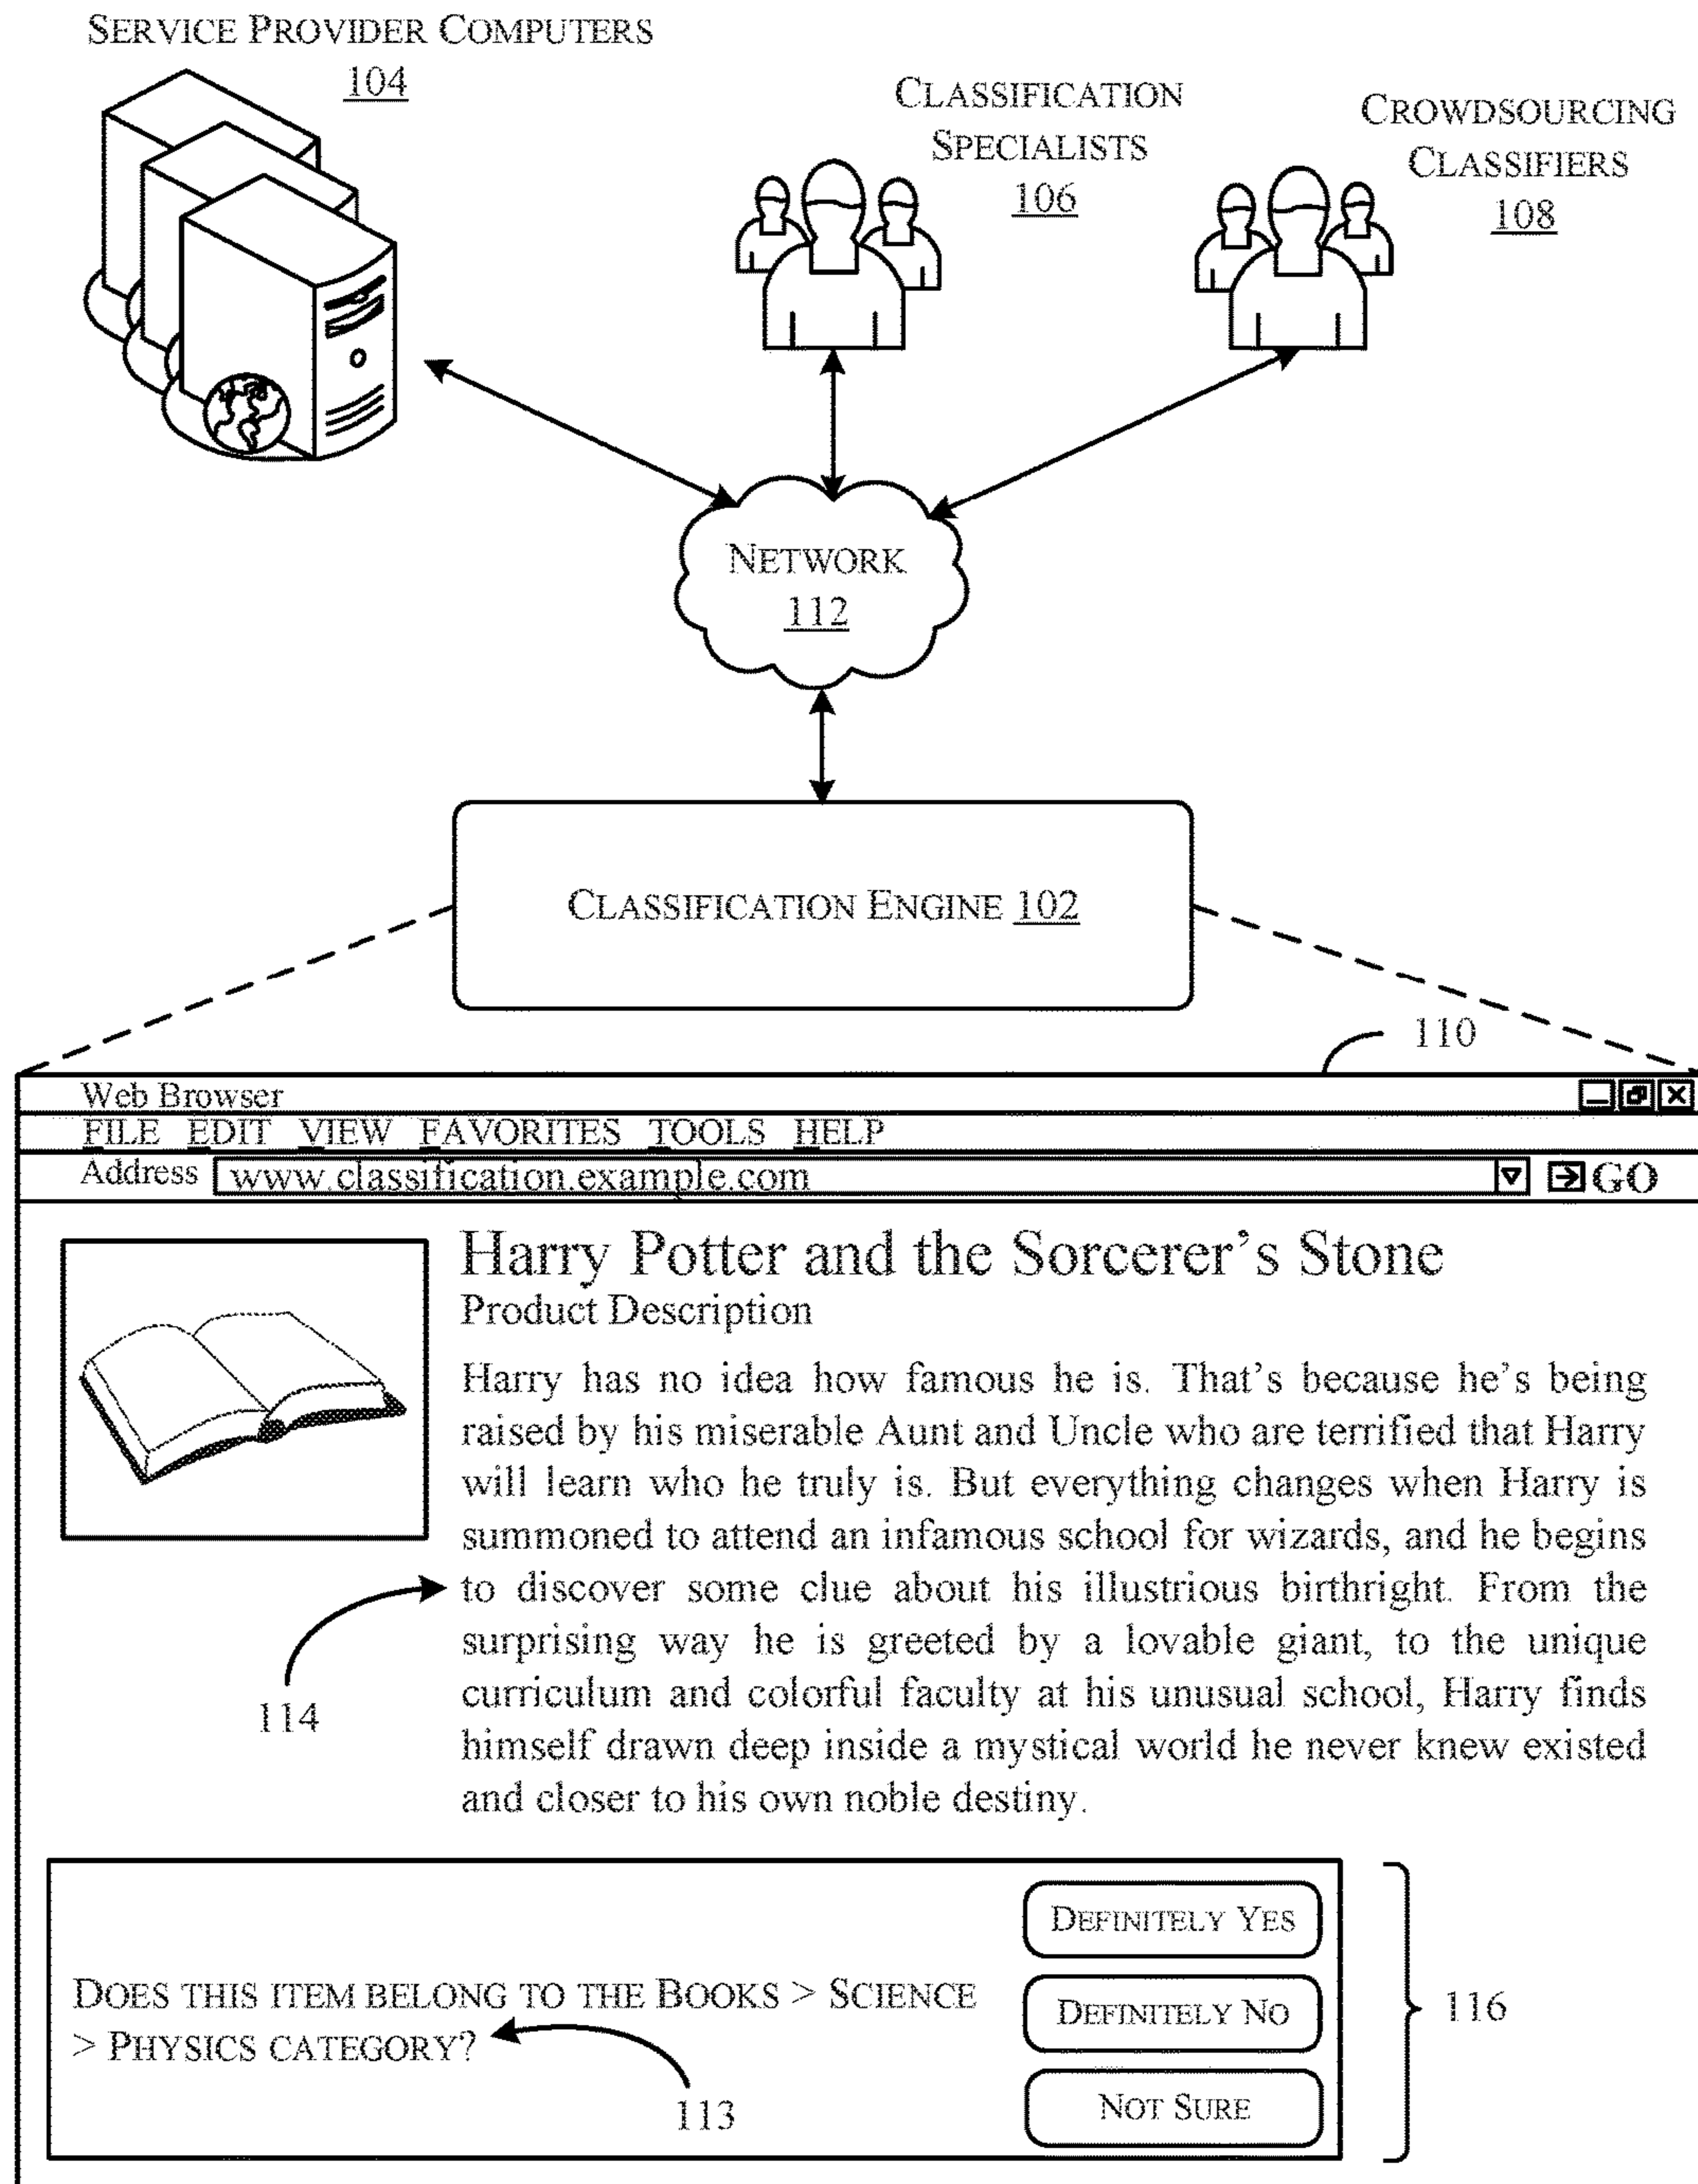 SERVICE PROVIDER COMPUTERS
104
CLASSIFICATION
SPECIALISTS
106
CROWDSOURCING
CLASSIFIERS
108
NETWORK
112
CLASSIFICATION ENGINE 102
110
Web Browser
FILE EDIT VIEW FAVORITES TOOLS HELP
Address www.classification.example.com GO
Harry Potter and the Sorcerer's Stone
Product Description
Harry has no idea how famous he is. That's because he's being
raised by his miserable Aunt and Uncle who are terrified that Harry
will learn who he truly is. But everything changes when Harry is
summoned to attend an infamous school for wizards, and he begins
to discover some clue about his illustrious birthright. From the
surprising way he is greeted by a lovable giant, to the unique
curriculum and colorful faculty at his unusual school, Harry finds
himself drawn deep inside a mystical world he never knew existed
and closer to his own noble destiny.
114
DOES THIS ITEM BELONG TO THE BOOKS > SCIENCE
> PHYSICS CATEGORY?
113
DEFINITELY YES
DEFINITELY NO
NOT SURE
116